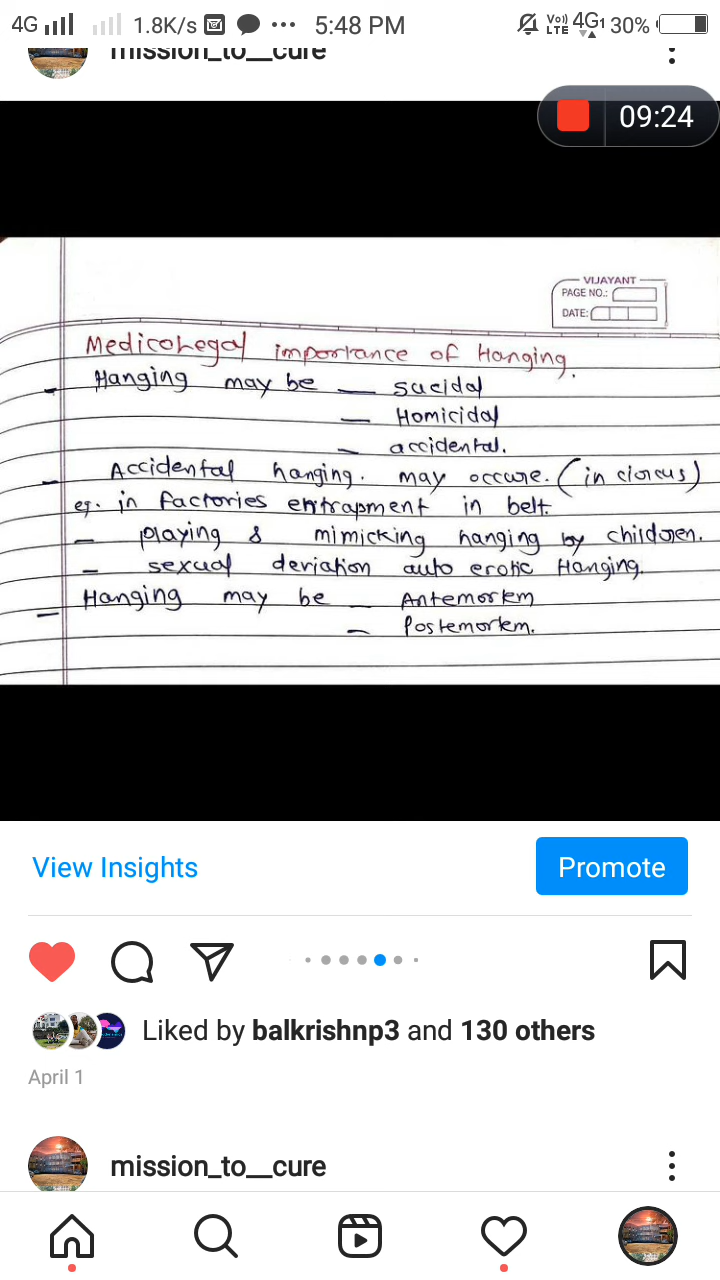 4G 1.8K/s ... 5:48 PM Vo)) LTE 4G1 30%
mission_to__cure
09:24
VIJAYANT
PAGE NO.:
DATE:
MedicoLegal importance of Hanging.
- Hanging may be — sucidal
— Homicidal
— accidental.
- Accidental hanging. may occure. (in circus)
eg. in factories entrapment in belt.
- playing & mimicking hanging by children.
- sexual deviation auto erotic Hanging.
- Hanging may be - Antemortem
- Postemortem.
View Insights
Promote
Liked by balkrishnp3 and 130 others
April 1
mission_to__cure